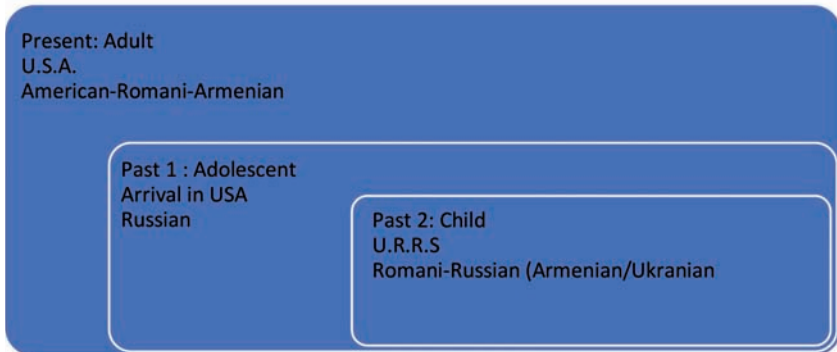 Present: Adult
U.S.A.
American-Romani-Armenian
Past 1 : Adolescent
Arrival in USA
Russian
Past 2: Child
U.R.R.S
Romani-Russian (Armenian/Ukranian